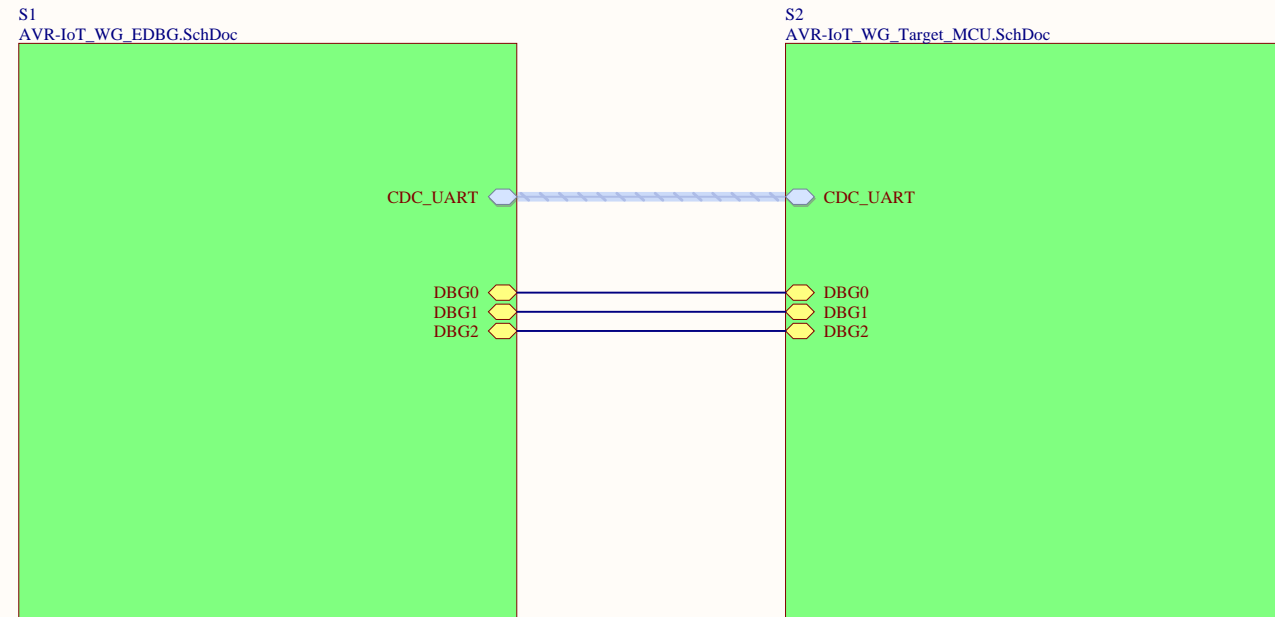 S1
AVR-IoT_WG_EDBG.SchDoc
S2
AVR-IoT_WG_Target_MCU.SchDoc
CDC_UART
CDC_UART
DBG0
DBG0
DBG1
DBG1
DBG2
DBG2